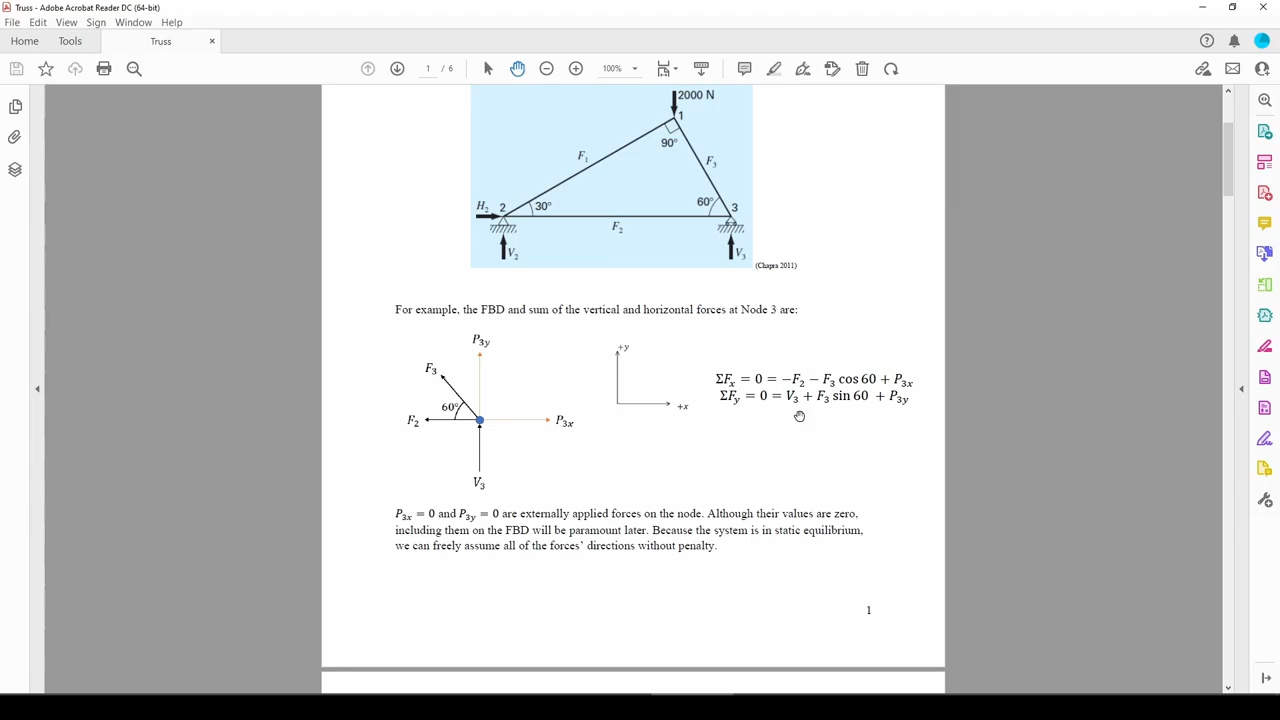 Truss - Adobe Acrobat Reader DC (64-bit)
File Edit View Sign Window Help
Home Tools Truss ×
1 / 6 100%
2000 N
1
90°
F₁
F₃
H₂ 2 30° 60° 3
F₂
V₂ V₃
(Chapra 2011)
For example, the FBD and sum of the vertical and horizontal forces at Node 3 are:
P₃y
+y
F₃
ΣFₓ = 0 = −F₂ − F₃ cos 60 + P₃ₓ
ΣFy = 0 = V₃ + F₃ sin 60 + P₃y
60°
+x
F₂ P₃ₓ
V₃
P₃ₓ = 0 and P₃y = 0 are externally applied forces on the node. Although their values are zero,
including them on the FBD will be paramount later. Because the system is in static equilibrium,
we can freely assume all of the forces' directions without penalty.
1